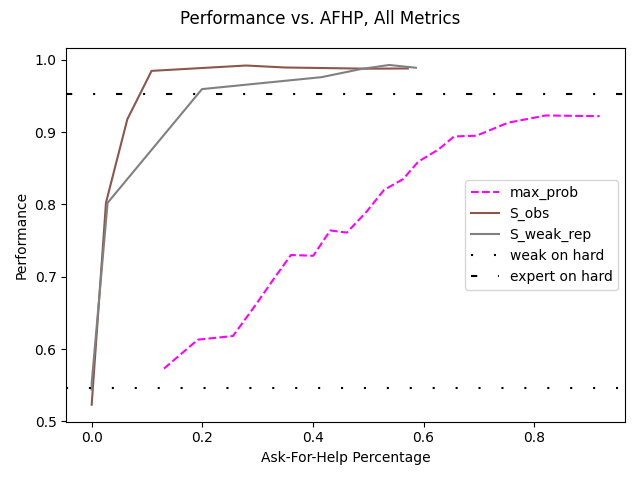 Performance vs. AFHP, All Metrics
1.0
0.9
0.8
0.7
0.6
0.5
Performance
max_prob
S_obs
S_weak_rep
weak on hard
expert on hard
0.0 0.2 0.4 0.6 0.8
Ask-For-Help Percentage